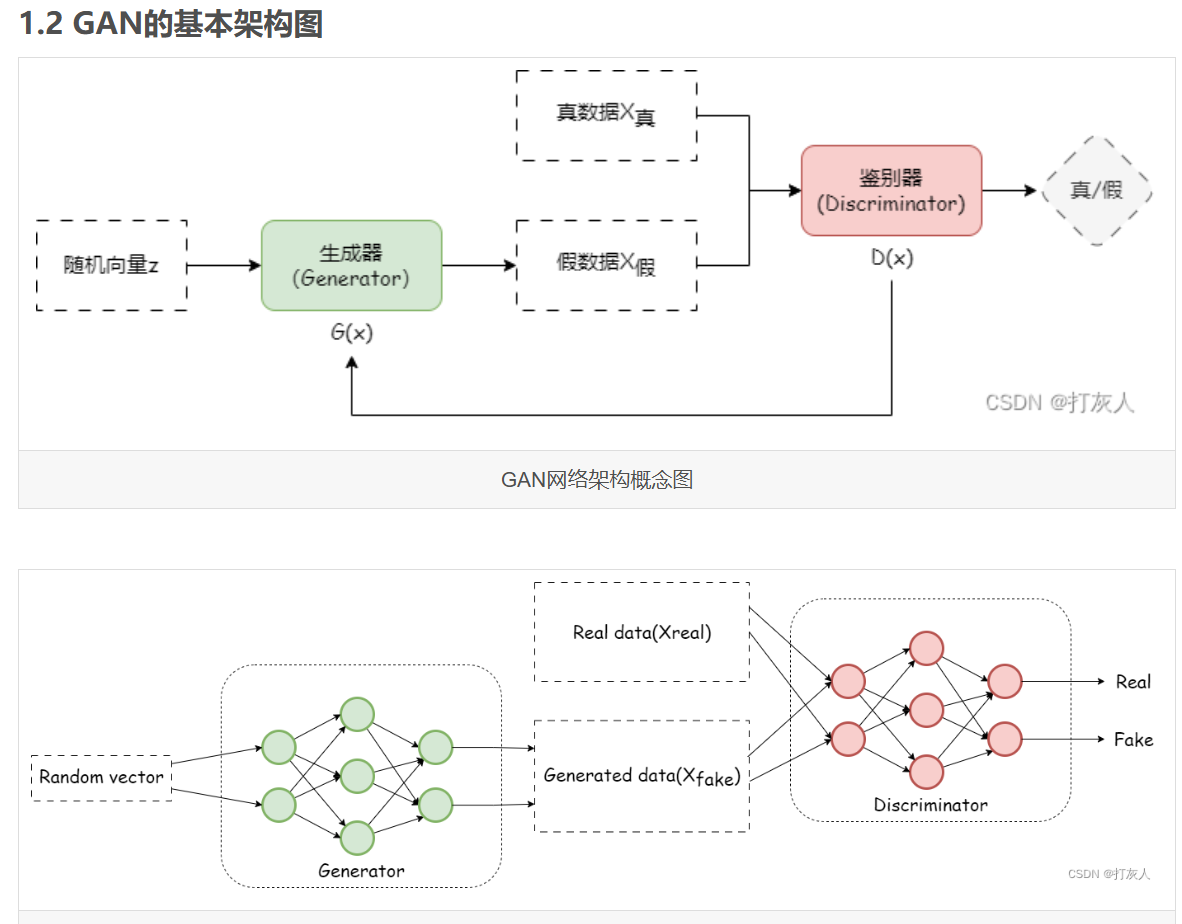 1.2 GAN的基本架构图
真数据X真
鉴别器
(Discriminator)
真/假
随机向量z
生成器
(Generator)
假数据X假
D(x)
G(x)
CSDN @打灰人
GAN网络架构概念图
Real data(Xreal)
Real
Random vector
Generated data(Xfake)
Fake
Discriminator
Generator
CSDN @打灰人